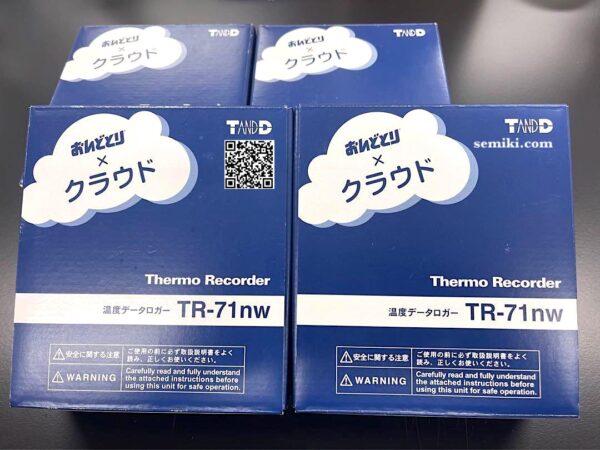 おんどとり
×
クラウド
TAND
おんどとり
×
クラウド
TAND
おんどとり
×
クラウド
TAND
Thermo Recorder
温度データロガー TR-71nw
安全に関する注意
ご使用の前に必ず取扱説明書をよく
読み、正しくお使いください。
WARNING
Carefully read and fully understand
the attached instructions before
using this unit for safe operation.
おんどとり
×
クラウド
TAND
semiki.com
Thermo Recorder
温度データロガー TR-71nw
安全に関する注意
ご使用の前に必ず取扱説明書をよく
読み、正しくお使いください。
WARNING
Carefully read and fully understand
the attached instructions before
using this unit for safe operation.